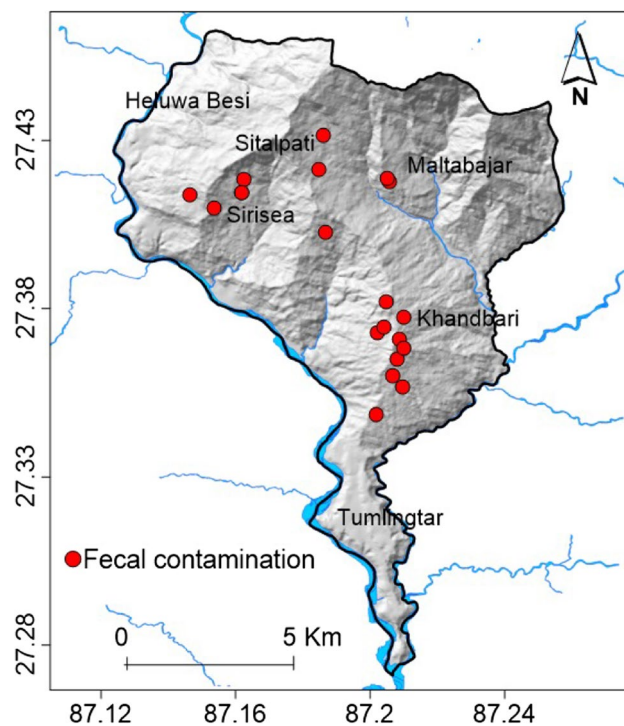 N
Heluwa Besi
27.43
Sitalpati
Maltabajar
Sirisea
27.38
Khandbari
27.33
Tumlingtar
Fecal contamination
0 5 Km
27.28
87.12 87.16 87.2 87.24